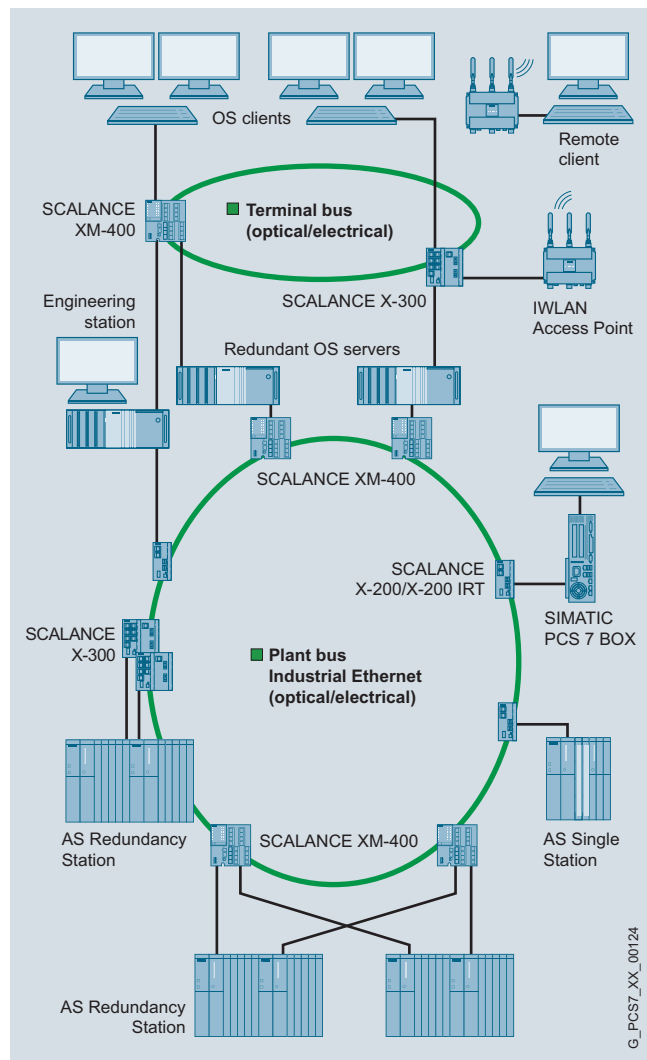 OS clients
Remote
client
SCALANCE
XM-400
Terminal bus
(optical/electrical)
SCALANCE X-300
IWLAN
Access Point
Engineering
station
Redundant OS servers
SCALANCE XM-400
SCALANCE
X-200/X-200 IRT
SIMATIC
PCS 7 BOX
SCALANCE
X-300
Plant bus
Industrial Ethernet
(optical/electrical)
AS Redundancy
Station
SCALANCE XM-400
AS Single
Station
AS Redundancy
Station
G_PCS7_XX_00124